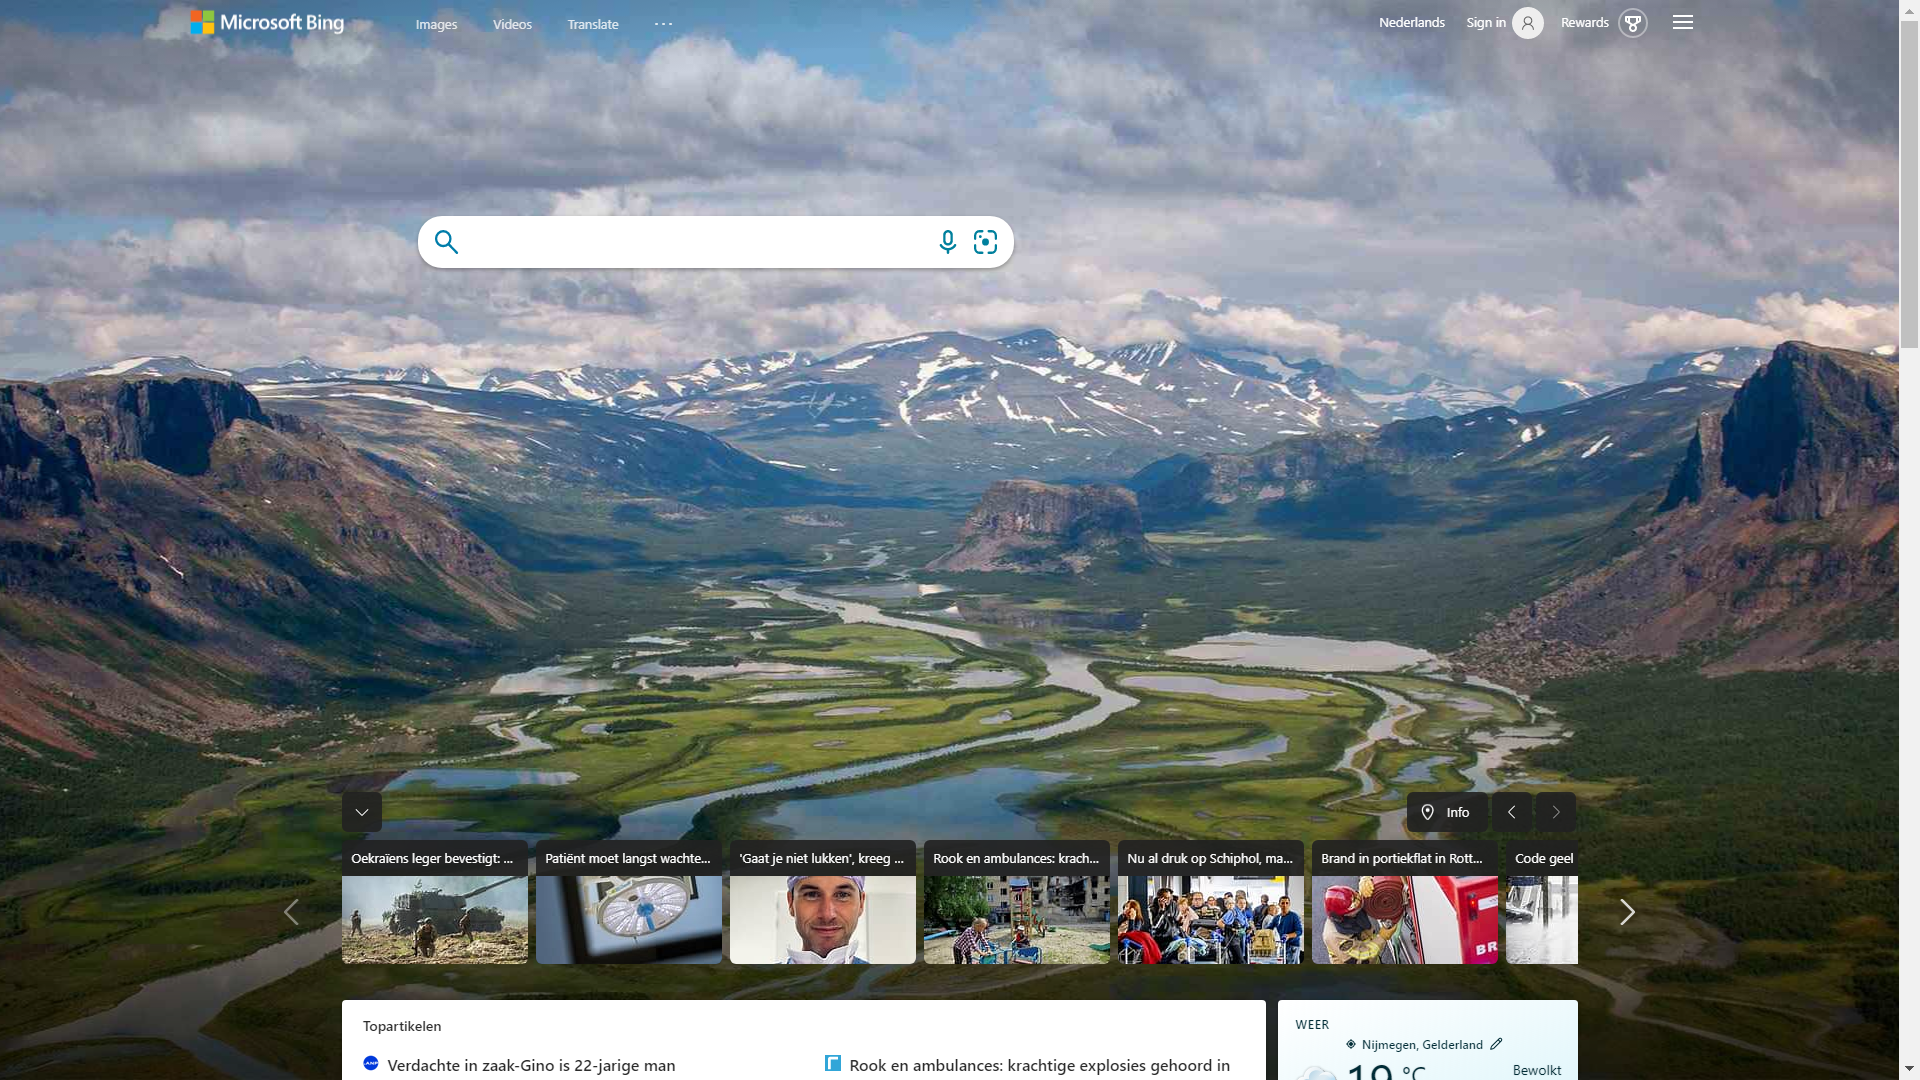 Microsoft Bing
Images
Videos
Translate
Nederlands
Sign in
Rewards
Info
Oekraïens leger bevestigt: ...
Patiënt moet langst wachte...
'Gaat je niet lukken', kreeg ...
Rook en ambulances: krach...
Nu al druk op Schiphol, ma...
Brand in portiekflat in Rott...
Code geel
BR
Topartikelen
WEER
Nijmegen, Gelderland
Verdachte in zaak-Gino is 22-jarige man
Rook en ambulances: krachtige explosies gehoord in
19 °C
Bewolkt